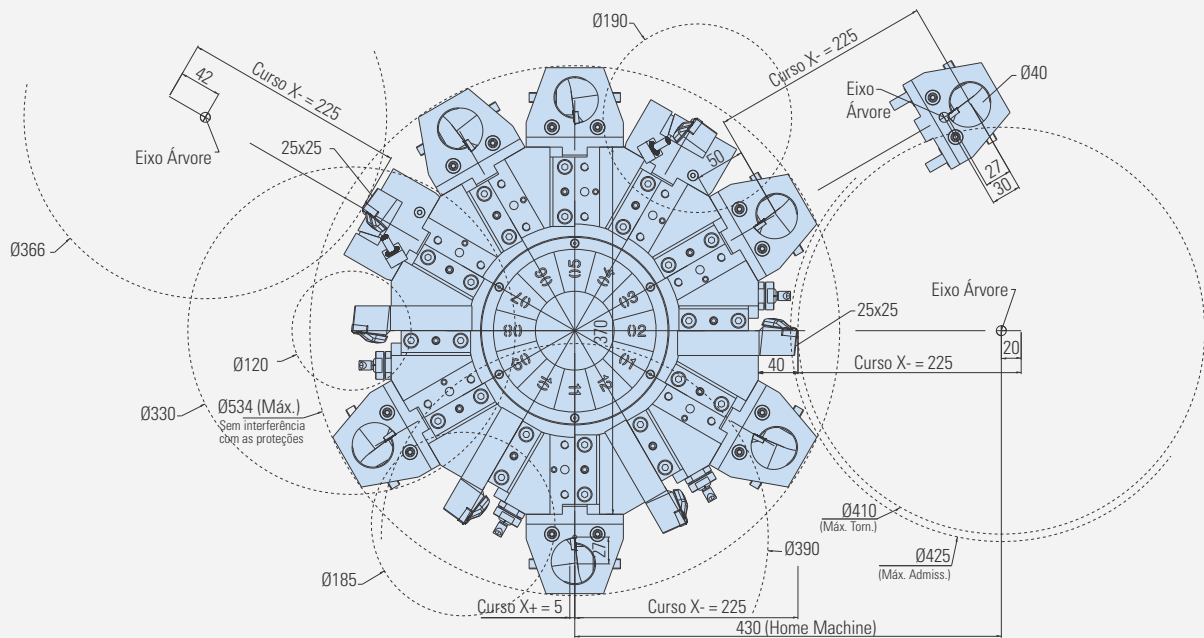 Ø190
Curso X- = 225
Curso X- = 225
42
Eixo
Árvore
Ø40
Eixo Árvore
25x25
50
27
30
Ø366
05
06
04
07
03
Eixo Árvore
25x25
08
370
02
20
Ø120
09
01
40
Curso X- = 225
10
12
11
Ø330
Ø534 (Máx.)
Sem interferência
com as proteções
Ø410
(Máx. Torn.)
27
Ø390
Ø425
(Máx. Admiss.)
Ø185
Curso X+ = 5
Curso X- = 225
430 (Home Machine)